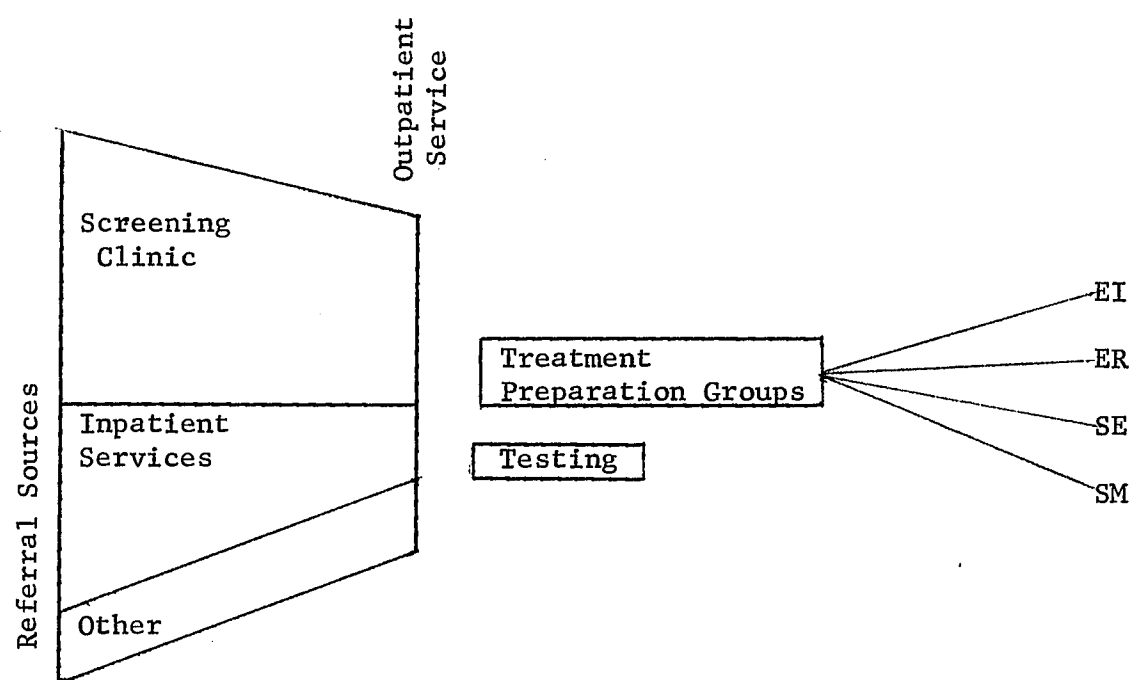 Outpatient
Service
Referral Sources
Screening
Clinic
Inpatient
Services
Other
Treatment
Preparation Groups
Testing
EI
ER
SE
SM